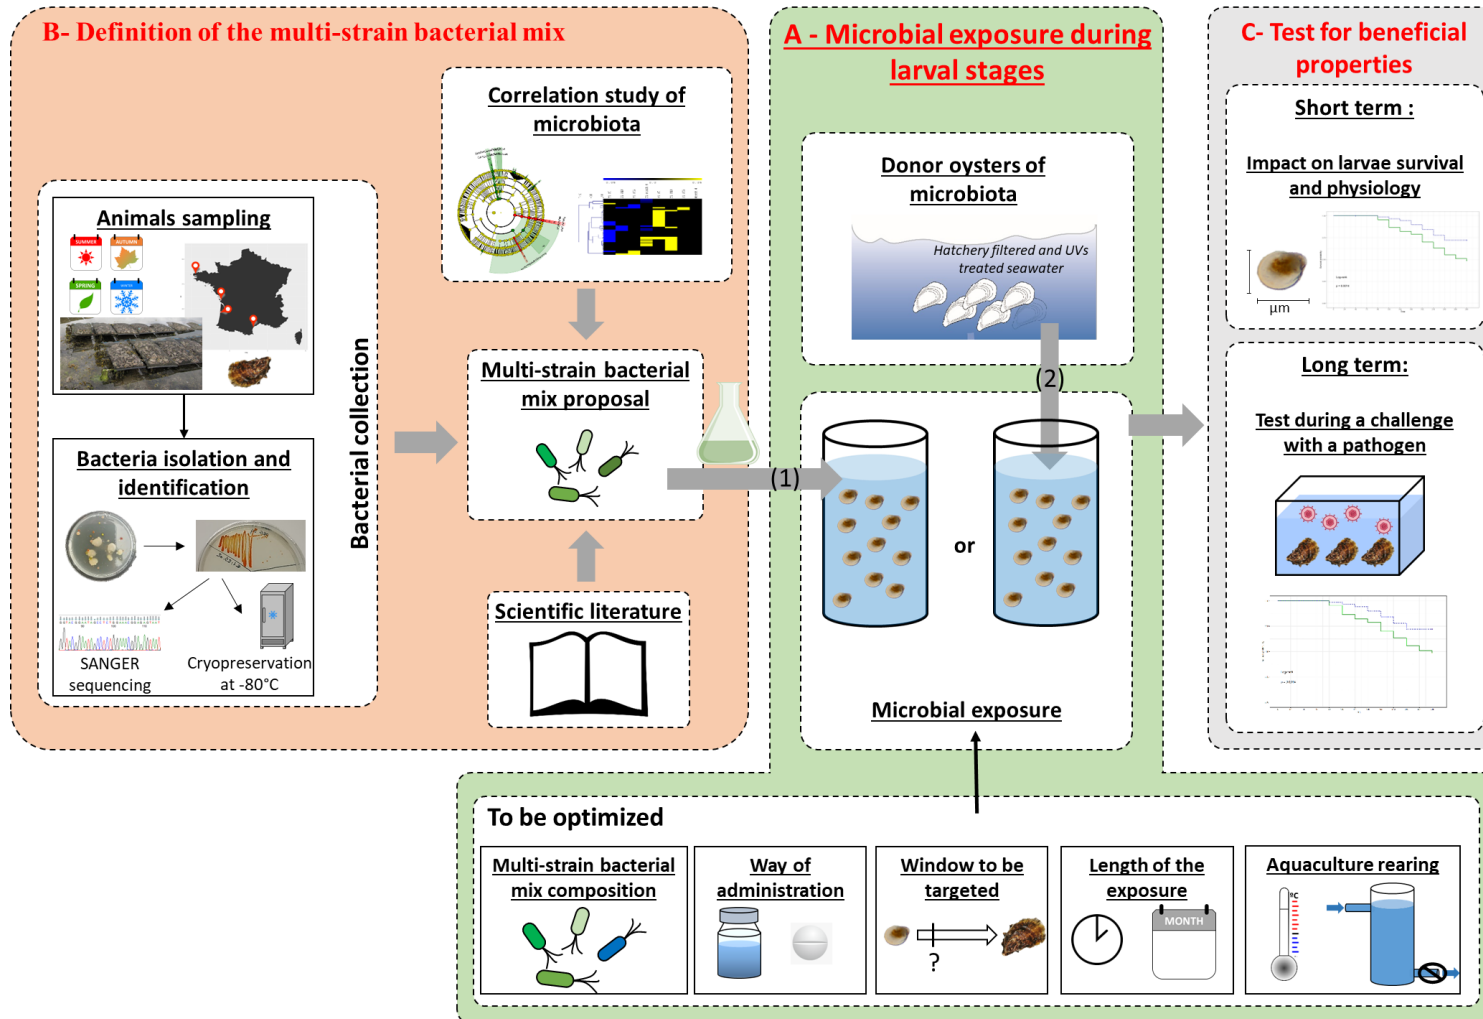 B- Definition of the multi-strain bacterial mix
Correlation study of
microbiota
Animals sampling
SUMMER
AUTUMN
SPRING
WINTER
Bacteria isolation and
identification
SANGER
sequencing
Cryopreservation
at -80°C
Bacterial collection
Multi-strain bacterial
mix proposal
Scientific literature
(1)
A - Microbial exposure during
larval stages
Donor oysters of
microbiota
Hatchery filtered and UVs
treated seawater
(2)
or
Microbial exposure
C- Test for beneficial
properties
Short term :
Impact on larvae survival
and physiology
µm
Long term:
Test during a challenge
with a pathogen
To be optimized
Multi-strain bacterial
mix composition
Way of
administration
Window to be
targeted
?
Length of the
exposure
MONTH
Aquaculture rearing
°C